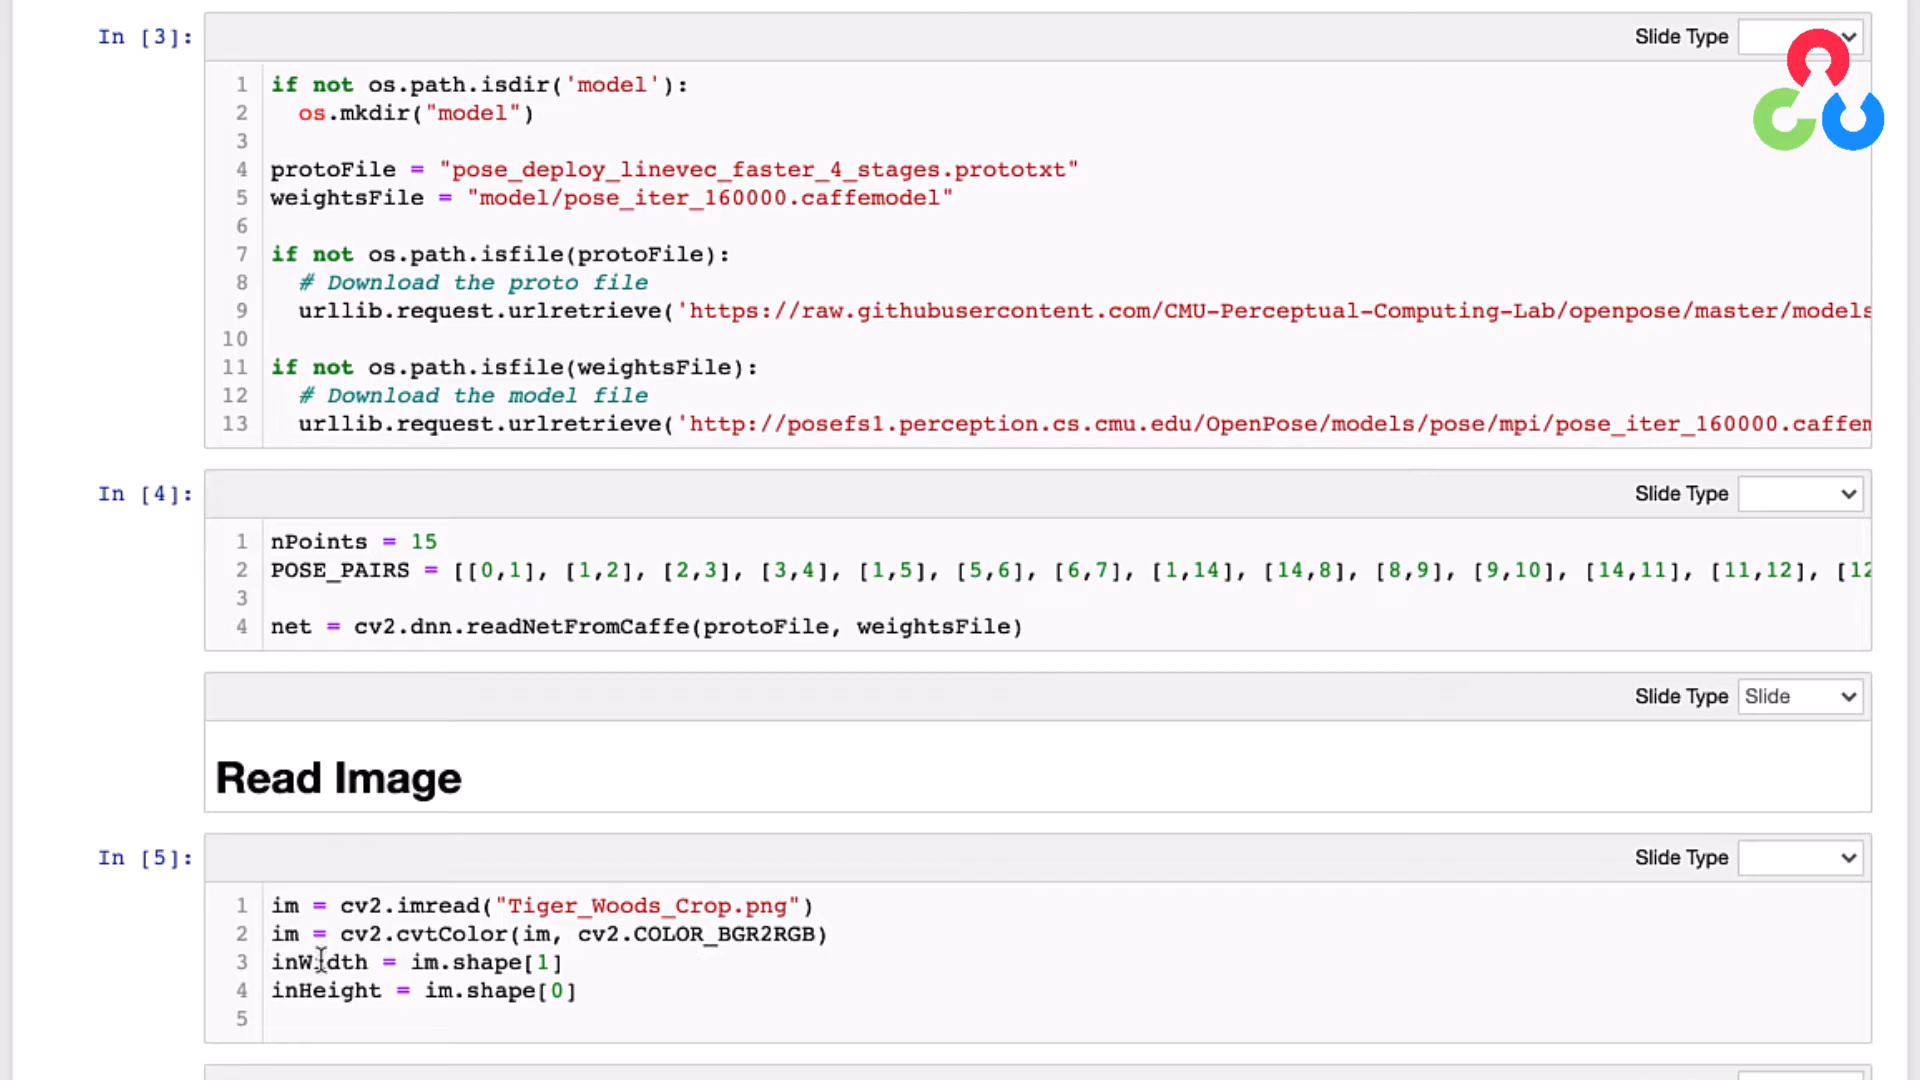 In [3]:
Slide Type
1 if not os.path.isdir('model'):
2 os.mkdir("model")
3
4 protoFile = "pose_deploy_linevec_faster_4_stages.prototxt"
5 weightsFile = "model/pose_iter_160000.caffemodel"
6
7 if not os.path.isfile(protoFile):
8 # Download the proto file
9 urllib.request.urlretrieve('https://raw.githubusercontent.com/CMU-Perceptual-Computing-Lab/openpose/master/models
10
11 if not os.path.isfile(weightsFile):
12 # Download the model file
13 urllib.request.urlretrieve('http://posefs1.perception.cs.cmu.edu/OpenPose/models/pose/mpi/pose_iter_160000.caffem
In [4]:
Slide Type
1 nPoints = 15
2 POSE_PAIRS = [[0,1], [1,2], [2,3], [3,4], [1,5], [5,6], [6,7], [1,14], [14,8], [8,9], [9,10], [14,11], [11,12], [12
3
4 net = cv2.dnn.readNetFromCaffe(protoFile, weightsFile)
Slide Type Slide
Read Image
In [5]:
Slide Type
1 im = cv2.imread("Tiger_Woods_Crop.png")
2 im = cv2.cvtColor(im, cv2.COLOR_BGR2RGB)
3 inWidth = im.shape[1]
4 inHeight = im.shape[0]
5